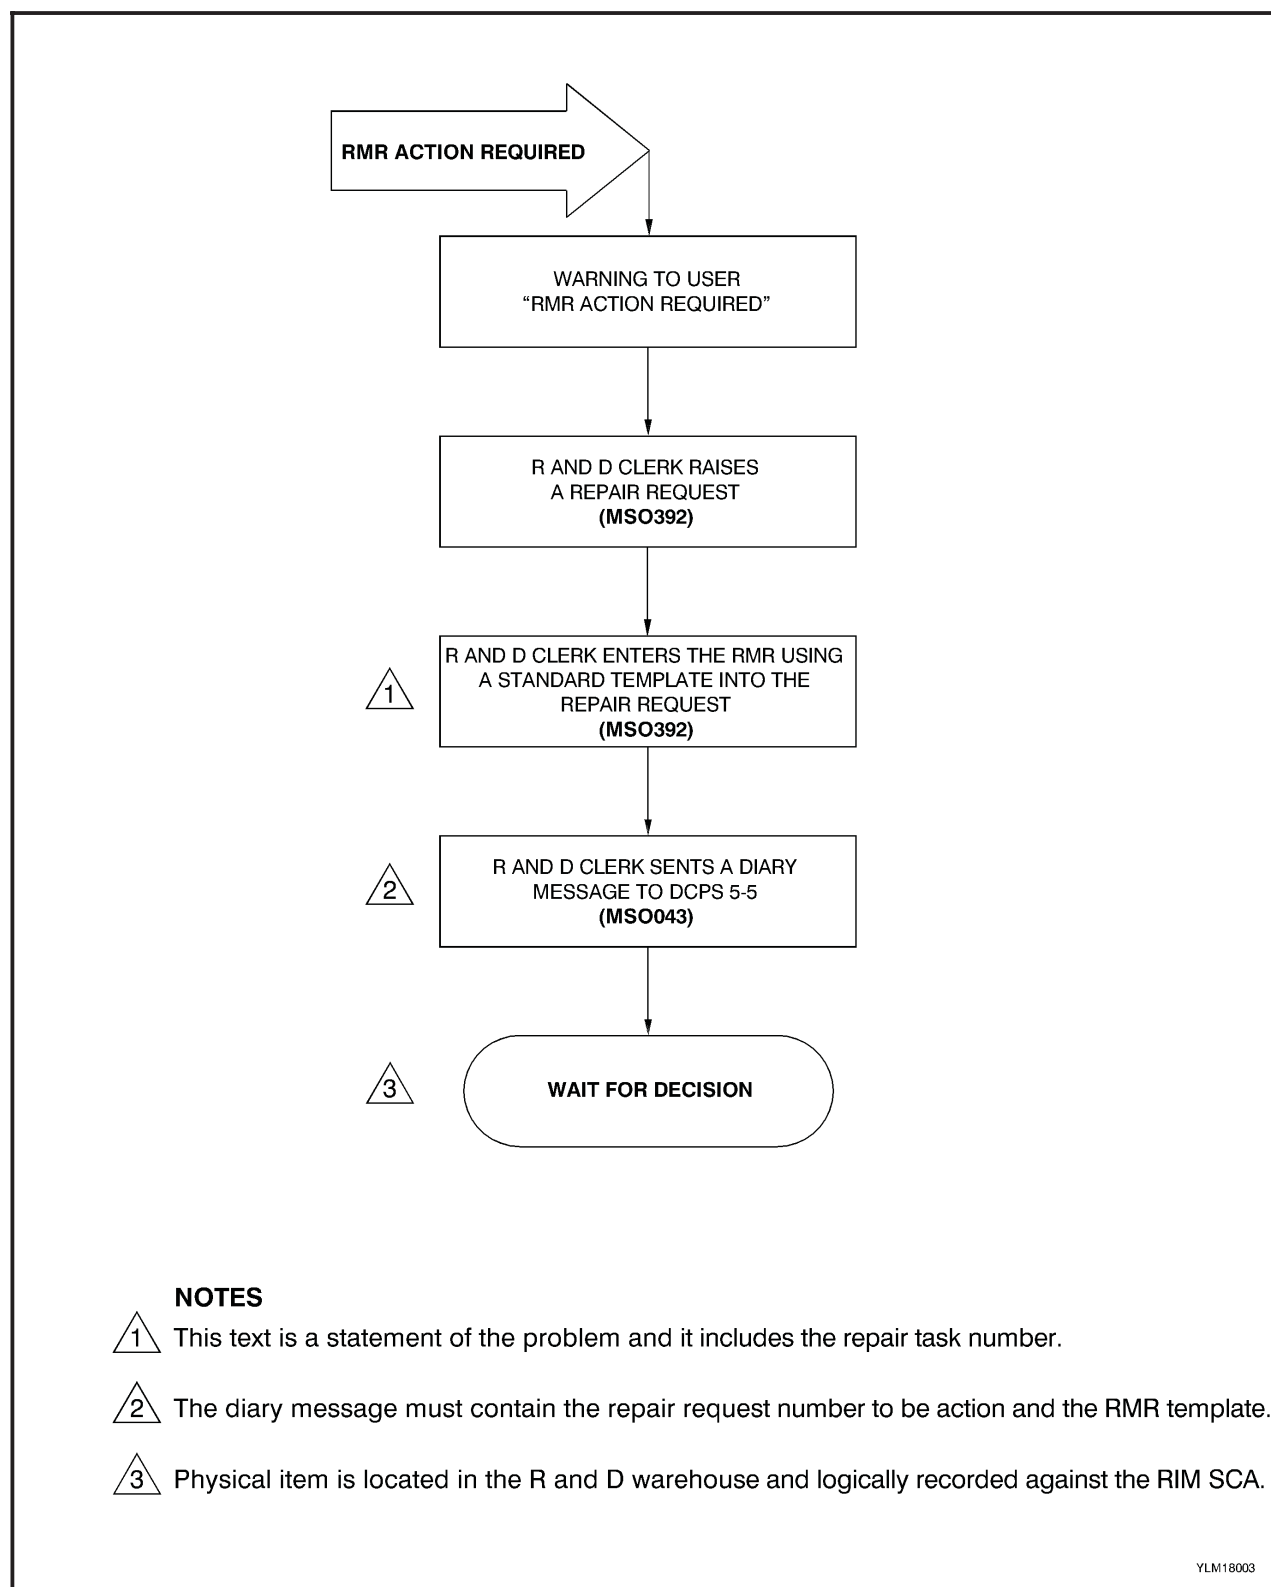 RMR ACTION REQUIRED
WARNING TO USER
“RMR ACTION REQUIRED”
R AND D CLERK RAISES
A REPAIR REQUEST
(MSO392)
R AND D CLERK ENTERS THE RMR USING
A STANDARD TEMPLATE INTO THE
REPAIR REQUEST
(MSO392)
1
R AND D CLERK SENTS A DIARY
MESSAGE TO DCPS 5-5
(MSO043)
2
WAIT FOR DECISION
3
NOTES
1 This text is a statement of the problem and it includes the repair task number.
2 The diary message must contain the repair request number to be action and the RMR template.
3 Physical item is located in the R and D warehouse and logically recorded against the RIM SCA.
YLM18003